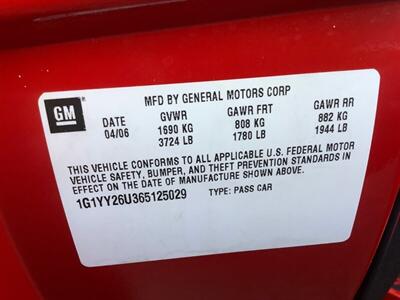 GM
MFD BY GENERAL MOTORS CORP
DATE GVWR GAWR FRT GAWR RR
04/06 1690 KG 808 KG 882 KG
3724 LB 1780 LB 1944 LB
THIS VEHICLE CONFORMS TO ALL APPLICABLE U.S. FEDERAL MOTOR
VEHICLE SAFETY, BUMPER, AND THEFT PREVENTION STANDARDS IN
EFFECT ON THE DATE OF MANUFACTURE SHOWN ABOVE.
1G1YY26U365125029 TYPE: PASS CAR